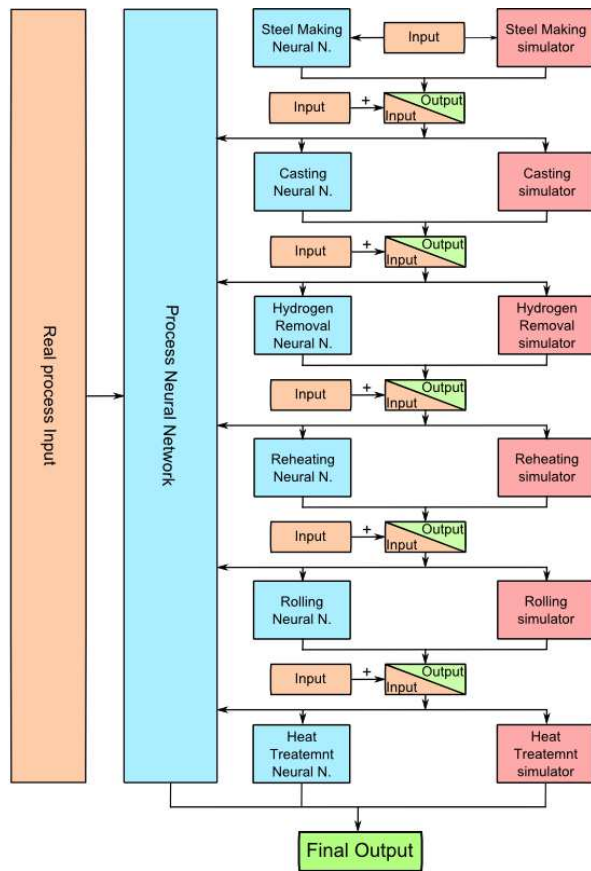 Real process Input
Process Neural Network
Steel Making
Neural N.
Input
Steel Making
simulator
Input
+
Output
Input
Casting
Neural N.
Casting
simulator
Input
+
Output
Input
Hydrogen
Removal
Neural N.
Hydrogen
Removal
simulator
Input
+
Output
Input
Reheating
Neural N.
Reheating
simulator
Input
+
Output
Input
Rolling
Neural N.
Rolling
simulator
Input
+
Output
Input
Heat
Treatemnt
Neural N.
Heat
Treatemnt
simulator
Final Output